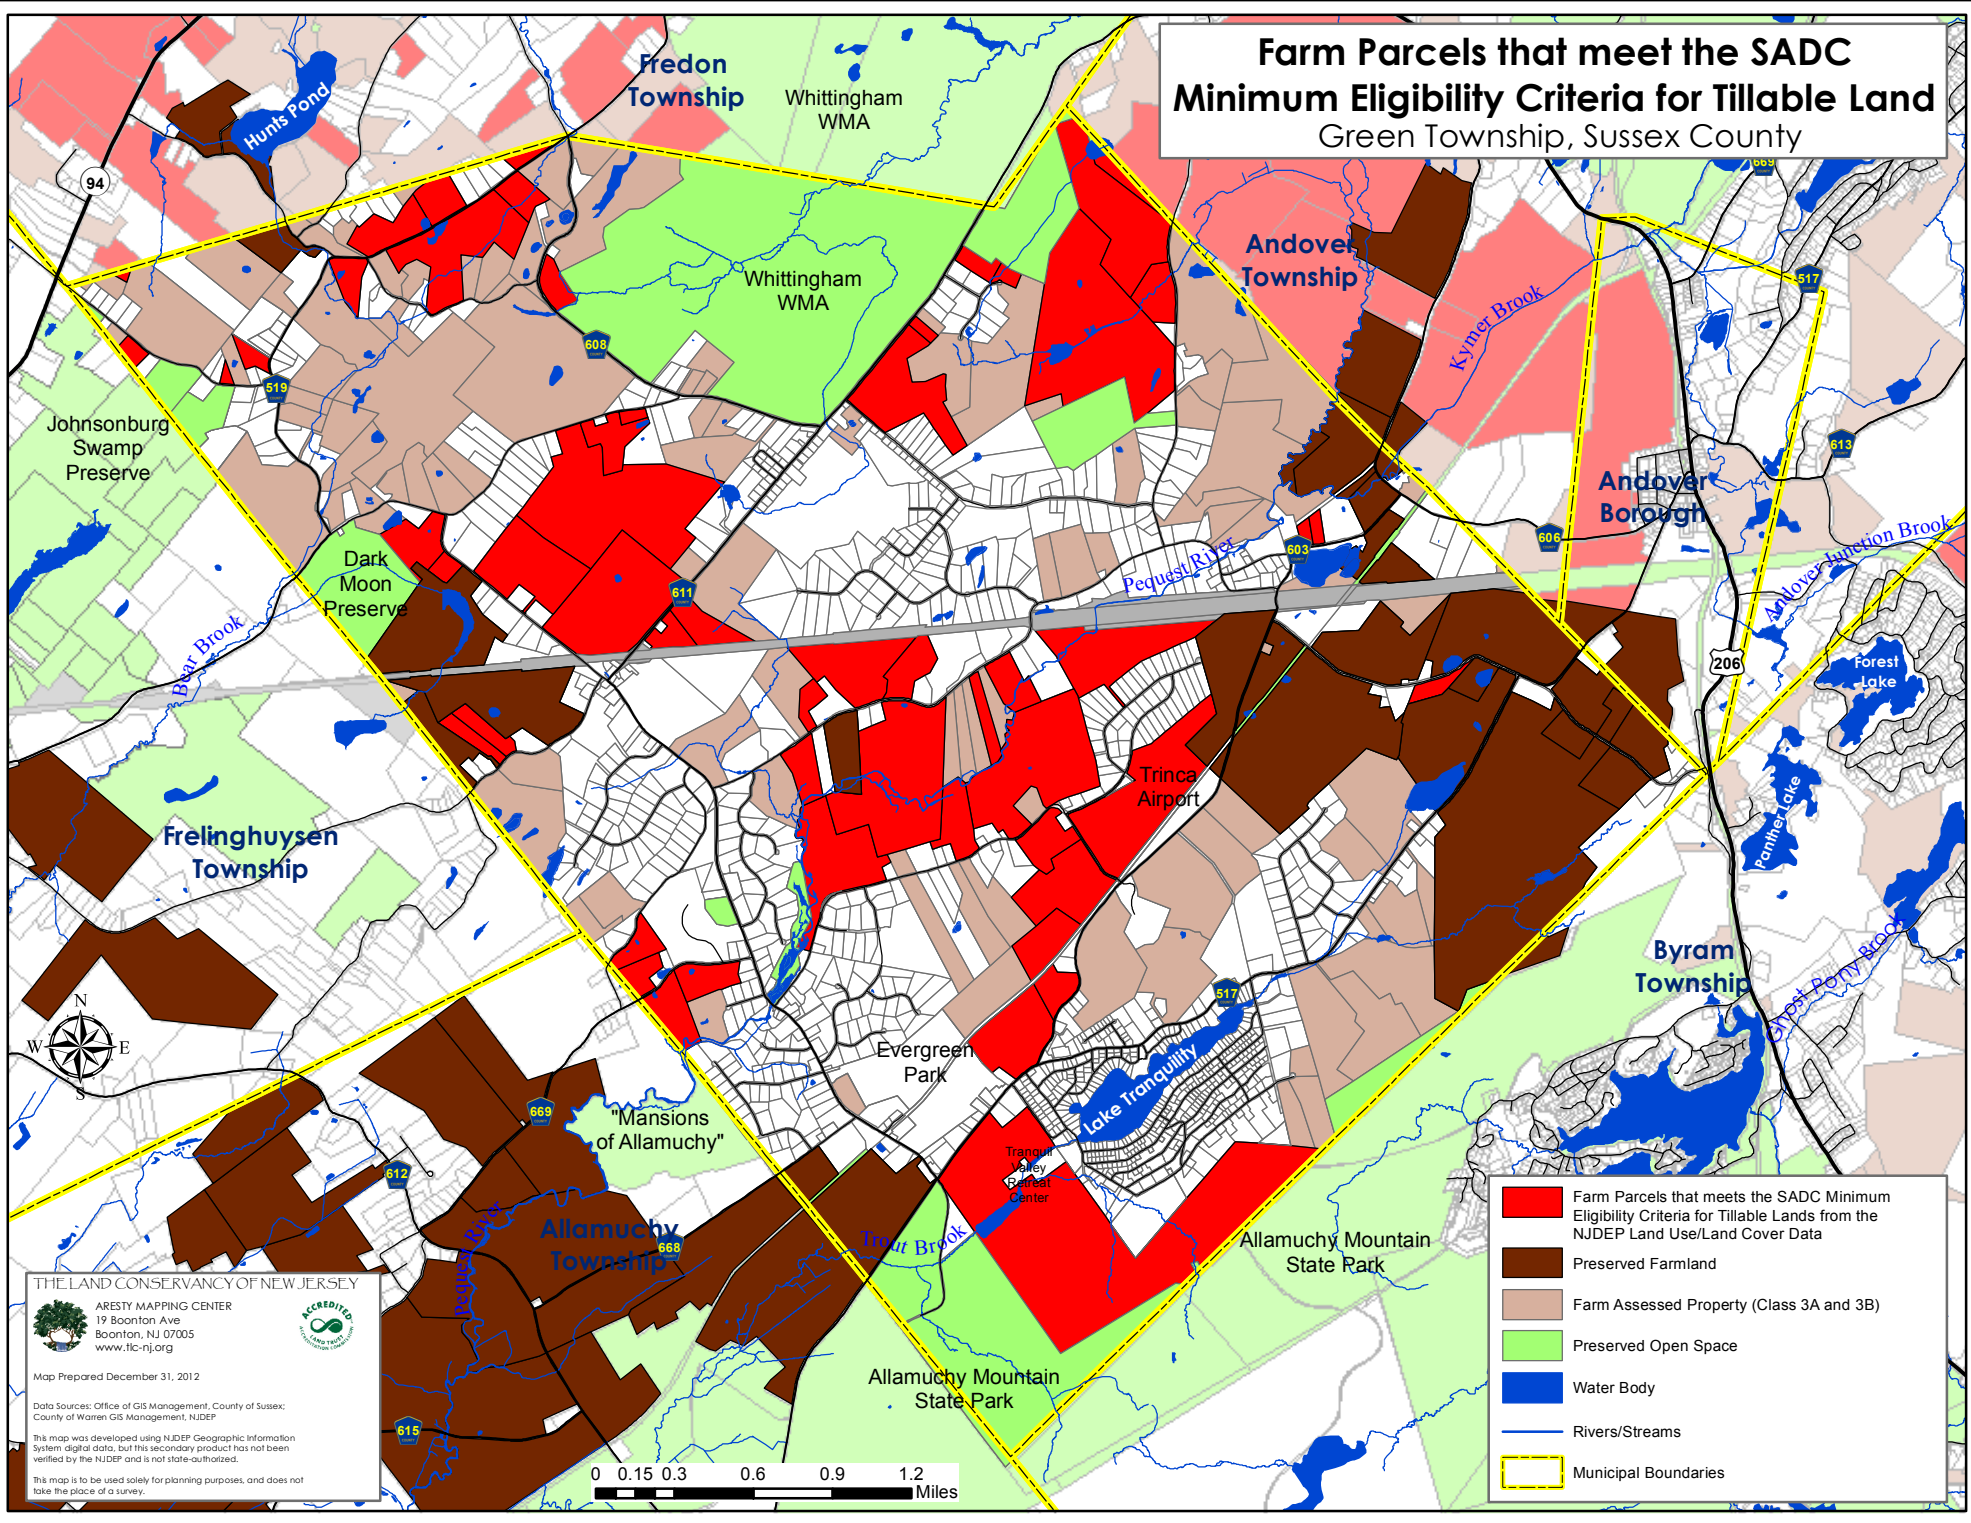 Farm Parcels that meet the SADC
Minimum Eligibility Criteria for Tillable Land
Green Township, Sussex County
Fredon
Township
Whittingham
WMA
Hunts Pond
94
669
Andover
Township
517
Whittingham
WMA
Kymer Brook
608
519
Johnsonburg
Swamp
Preserve
613
Andover
Borough
606
603
Andover Junction Brook
Dark
Moon
Preserve
Pequest River
611
Bear Brook
206
Forest
Lake
Trinca
Airport
Panther Lake
Frelinghuysen
Township
Byram
Township
Ghost Pony Brook
517
N
W
E
S
Evergreen
Park
Lake Tranquility
669
"Mansions
of Allamuchy"
Tranquil
Valley
Retreat
Center
612
Pequest River
Allamuchy
Township
668
Trout Brook
Allamuchy Mountain
State Park
Allamuchy Mountain
State Park
615
Farm Parcels that meets the SADC Minimum
Eligibility Criteria for Tillable Lands from the
NJDEP Land Use/Land Cover Data
Preserved Farmland
Farm Assessed Property (Class 3A and 3B)
Preserved Open Space
Water Body
Rivers/Streams
Municipal Boundaries
THE LAND CONSERVANCY OF NEW JERSEY
ARESTY MAPPING CENTER
19 Boonton Ave
Boonton, NJ 07005
www.tlc-nj.org
ACCREDITED
LAND TRUST
ACCREDITATION COMMISSION
Map Prepared December 31, 2012
Data Sources: Office of GIS Management, County of Sussex;
County of Warren GIS Management, NJDEP
This map was developed using NJDEP Geographic Information
System digital data, but this secondary product has not been
verified by the NJDEP and is not state-authorized.
This map is to be used solely for planning purposes, and does not
take the place of a survey.
0 0.15 0.3 0.6 0.9 1.2
Miles